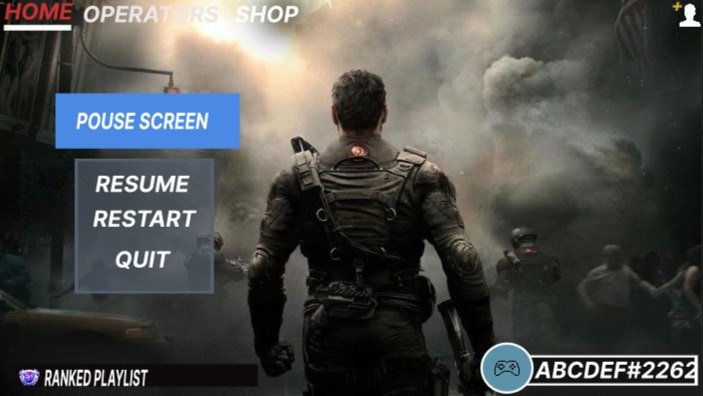 HOME OPERATORS SHOP
POUSE SCREEN
RESUME
RESTART
QUIT
RANKED PLAYLIST
ABCDEF#2262